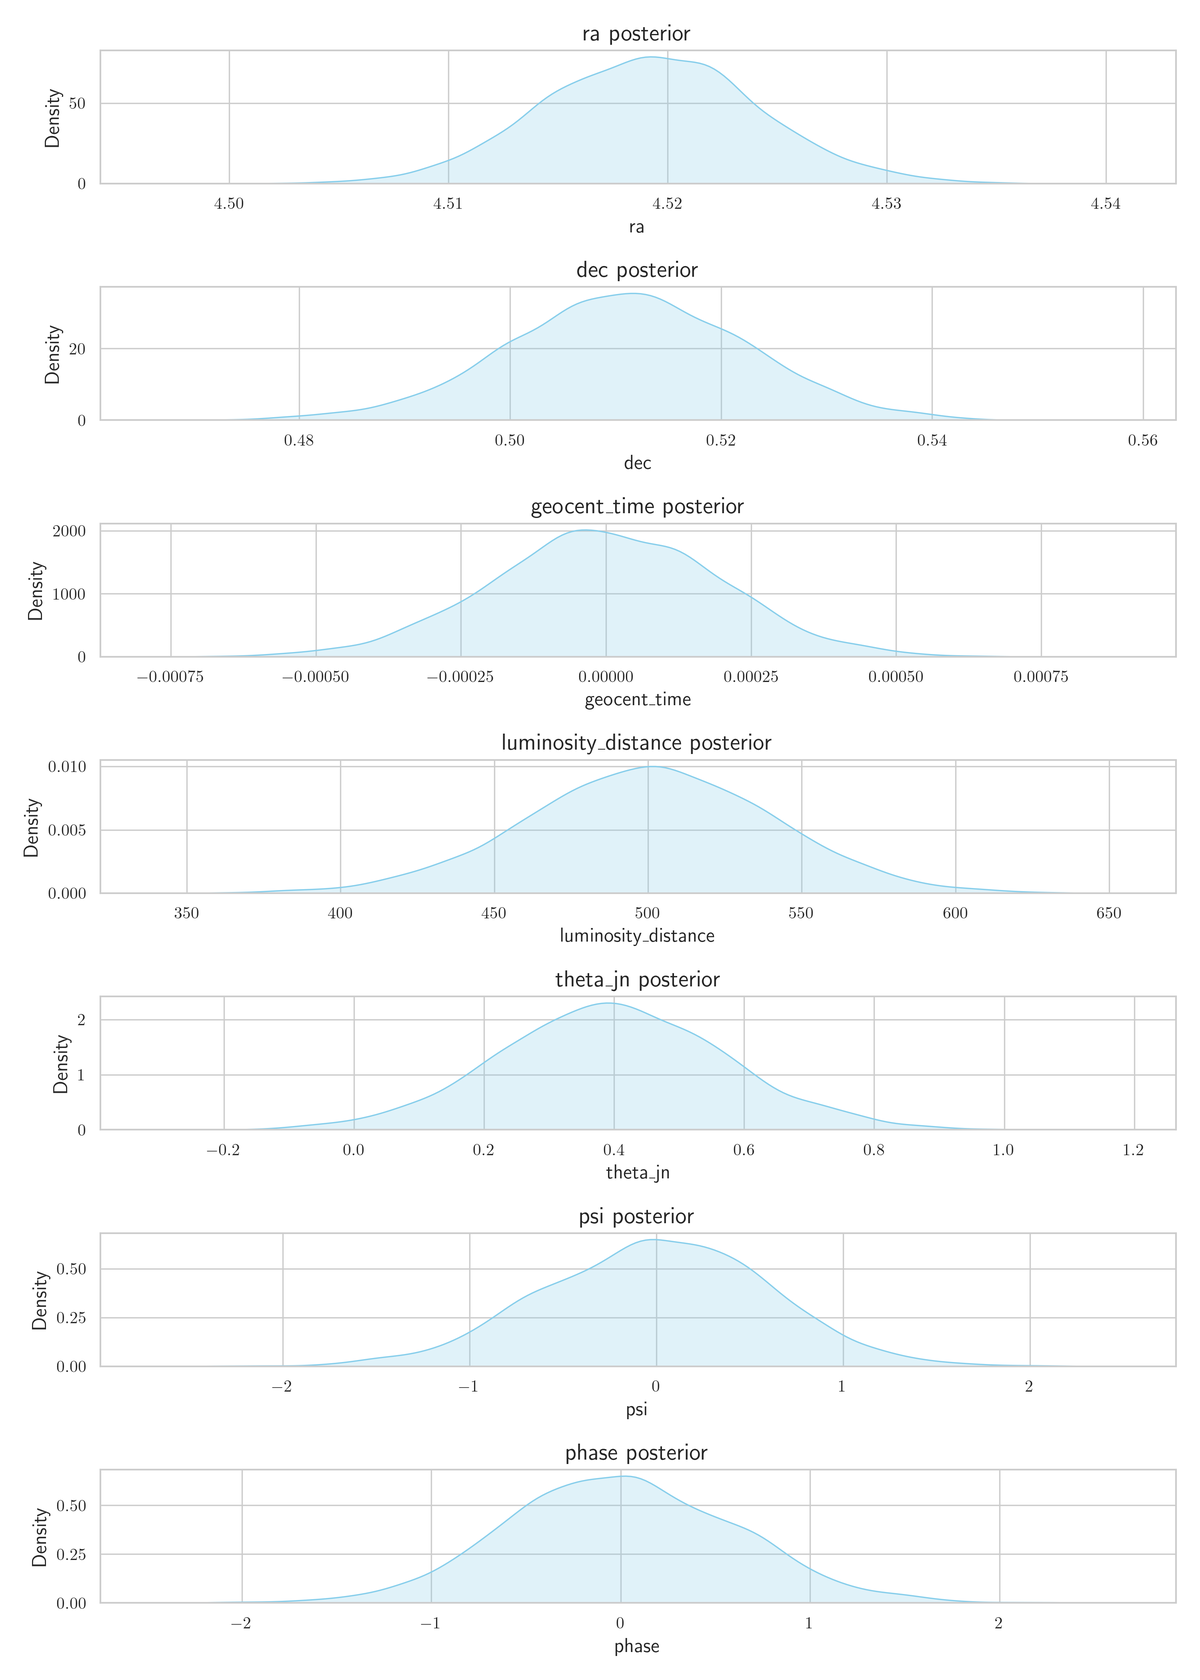 ra posterior
Density
50
0
4.50 4.51 4.52 4.53 4.54
ra
dec posterior
Density
20
0
0.48 0.50 0.52 0.54 0.56
dec
geocent_time posterior
Density
2000
1000
0
−0.00075 −0.00050 −0.00025 0.00000 0.00025 0.00050 0.00075
geocent_time
luminosity_distance posterior
Density
0.010
0.005
0.000
350 400 450 500 550 600 650
luminosity_distance
theta_jn posterior
Density
2
1
0
−0.2 0.0 0.2 0.4 0.6 0.8 1.0 1.2
theta_jn
psi posterior
Density
0.50
0.25
0.00
−2 −1 0 1 2
psi
phase posterior
Density
0.50
0.25
0.00
−2 −1 0 1 2
phase